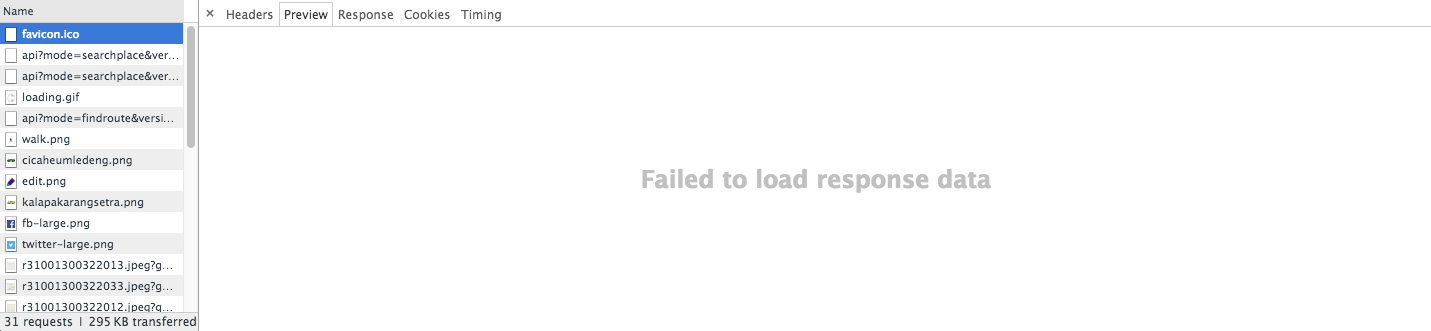 Name
× Headers Preview Response Cookies Timing
favicon.ico
api?mode=searchplace&ver...
api?mode=searchplace&ver...
loading.gif
api?mode=findroute&versi...
walk.png
cicaheumledeng.png
edit.png
kalapakarangsetra.png
fb-large.png
twitter-large.png
r31001300322013.jpeg?g...
r31001300322033.jpeg?g...
r31001300322012.jpeg?g...
31 requests | 295 KB transferred
Failed to load response data